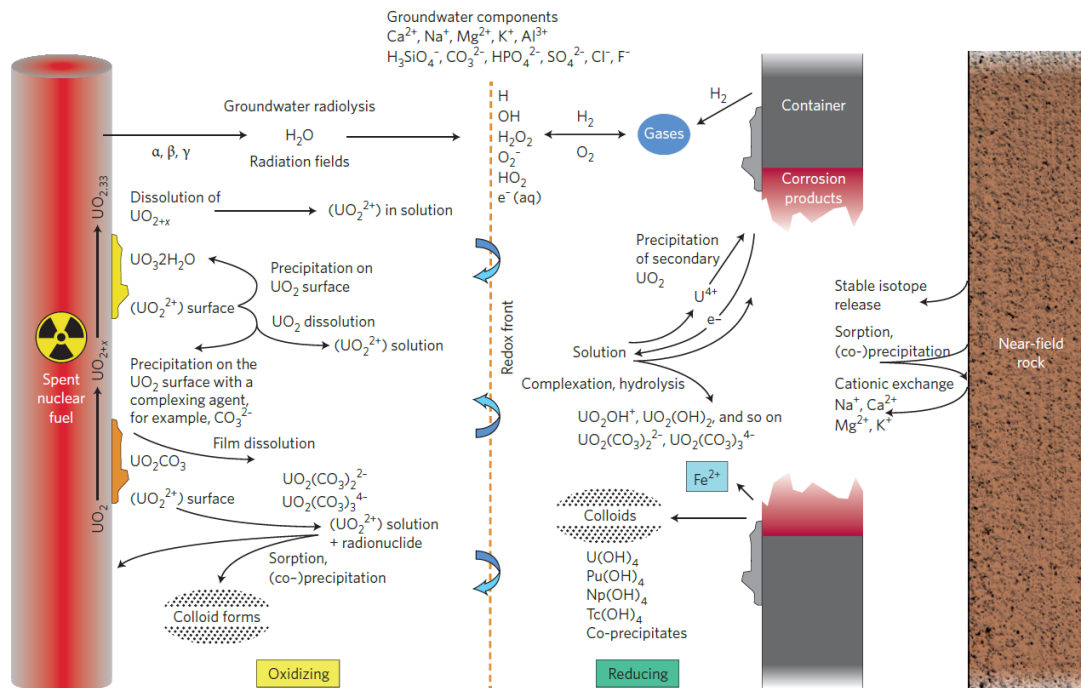 Groundwater components
Ca²⁺, Na⁺, Mg²⁺, K⁺, Al³⁺
H₃SiO₄⁻, CO₃²⁻, HPO₄²⁻, SO₄²⁻, Cl⁻, F⁻
Groundwater radiolysis
H₂O
α, β, γ
Radiation fields
H
OH
H₂O₂
O₂⁻
HO₂
e⁻ (aq)
H₂
O₂
Gases
H₂
Container
Corrosion
products
UO₂.₃₃
UO₂₊ₓ
UO₂
Spent
nuclear
fuel
Dissolution of
UO₂₊ₓ
(UO₂²⁺) in solution
UO₃2H₂O
(UO₂²⁺) surface
Precipitation on
UO₂ surface
UO₂ dissolution
(UO₂²⁺) solution
Precipitation on the
UO₂ surface with a
complexing agent,
for example, CO₃²⁻
Film dissolution
UO₂CO₃
(UO₂²⁺) surface
UO₂(CO₃)₂²⁻
UO₂(CO₃)₃⁴⁻
(UO₂²⁺) solution
+ radionuclide
Sorption,
(co-)precipitation
Colloid forms
Oxidizing
Redox front
Precipitation
of secondary
UO₂
U⁴⁺
e–
Solution
Complexation, hydrolysis
UO₂OH⁺, UO₂(OH)₂, and so on
UO₂(CO₃)₂²⁻, UO₂(CO₃)₃⁴⁻
Fe²⁺
Colloids
U(OH)₄
Pu(OH)₄
Np(OH)₄
Tc(OH)₄
Co-precipitates
Reducing
Stable isotope
release
Sorption,
(co-)precipitation
Cationic exchange
Na⁺, Ca²⁺
Mg²⁺, K⁺
Near-field
rock